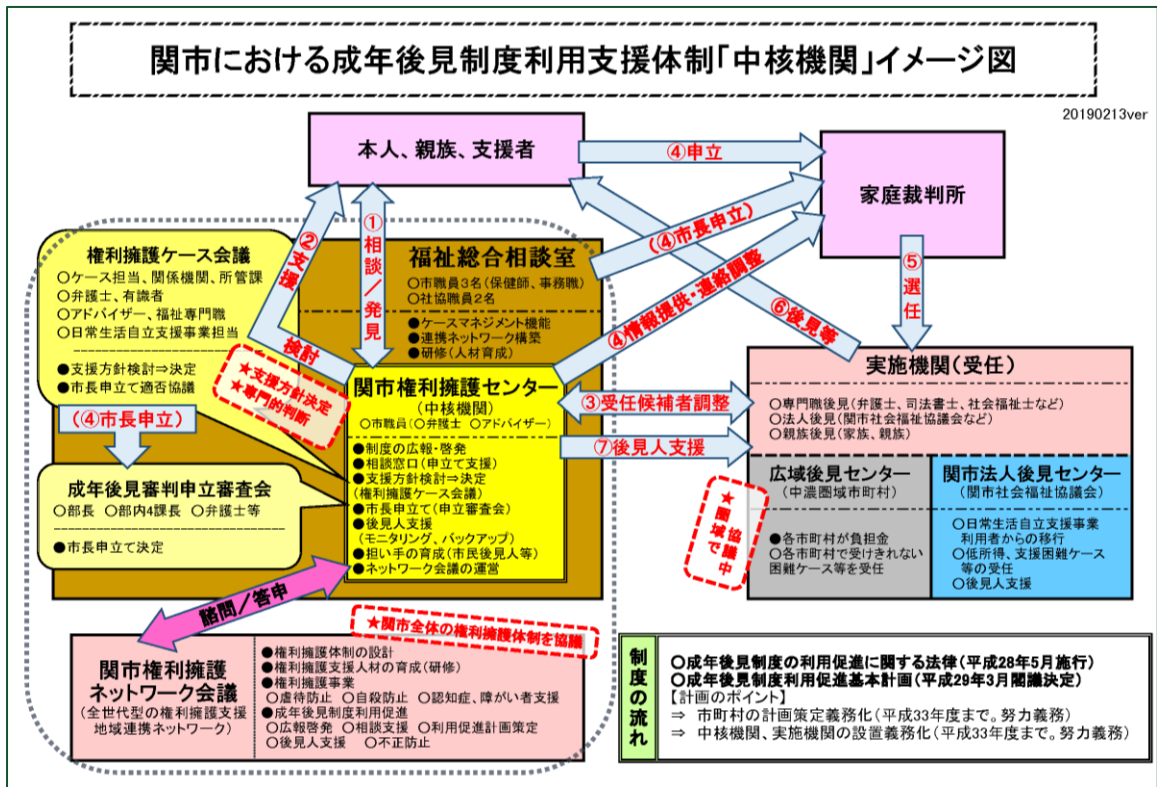 関市における成年後見制度利用支援体制「中核機関」イメージ図
20190213ver
本人、親族、支援者
④申立
家庭裁判所
①相談／発見
②支援
検討
(④市長申立)
④情報提供・連絡調整
⑤選任
⑥後見等
権利擁護ケース会議
○ケース担当、関係機関、所管課
○弁護士、有識者
○アドバイザー、福祉専門職
○日常生活自立支援事業担当
●支援方針検討⇒決定
●市長申立て適否協議
(④市長申立)
★支援方針決定
★専門的判断
福祉総合相談室
○市職員3名(保健師、事務職)
○社協職員2名
●ケースマネジメント機能
●連携ネットワーク構築
●研修(人材育成)
関市権利擁護センター
(中核機関)
○市職員(○弁護士 ○アドバイザー)
●制度の広報・啓発
●相談窓口(申立て支援)
●支援方針検討⇒決定
(権利擁護ケース会議)
●市長申立て(申立審査会)
●後見人支援
(モニタリング、バックアップ)
●担い手の育成(市民後見人等)
●ネットワーク会議の運営
③受任候補者調整
⑦後見人支援
成年後見審判申立審査会
○部長 ○部内4課長 ○弁護士等
●市長申立て決定
実施機関(受任)
○専門職後見(弁護士、司法書士、社会福祉士など)
○法人後見(関市社会福祉協議会など)
○親族後見(家族、親族)
広域後見センター
(中濃圏域市町村)
●各市町村が負担金
○各市町村で受けきれない
困難ケース等を受任
★圏域で
協議中
関市法人後見センター
(関市社会福祉協議会)
○日常生活自立支援事業
利用者からの移行
○低所得、支援困難ケース
等の受任
○後見人支援
諮問／答申
★関市全体の権利擁護体制を協議
関市権利擁護
ネットワーク会議
(全世代型の権利擁護支援
地域連携ネットワーク)
●権利擁護体制の設計
●権利擁護支援人材の育成(研修)
●権利擁護事業
○虐待防止 ○自殺防止 ○認知症、障がい者支援
●成年後見制度利用促進
○広報啓発 ○相談支援 ○利用促進計画策定
○後見人支援 ○不正防止
制度の流れ
○成年後見制度の利用促進に関する法律(平成28年5月施行)
○成年後見制度利用促進基本計画(平成29年3月閣議決定)
【計画のポイント】
⇒ 市町村の計画策定義務化(平成33年度まで。努力義務)
⇒ 中核機関、実施機関の設置義務化(平成33年度まで。努力義務)